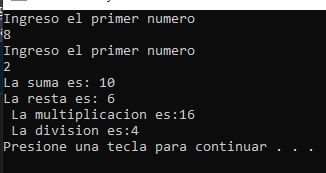 Ingreso el primer numero
8
Ingreso el primer numero
2
La suma es: 10
La resta es: 6
 La multiplicacion es:16
 La division es:4
Presione una tecla para continuar . . .